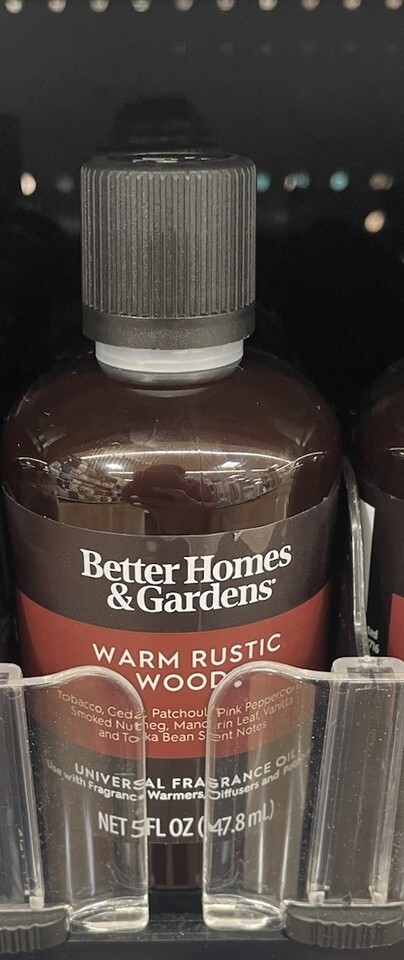 Better Homes
& Gardens®
WARM RUSTIC
WOODS
Tobacco, Cedar, Patchouli, Pink Peppercorn,
Smoked Nutmeg, Mandarin Leaf, Vanilla
and Tonka Bean Scent Notes
UNIVERSAL FRAGRANCE OIL
Use with Fragrance Warmers, Diffusers and
NET 5 FL OZ (147.8 mL)